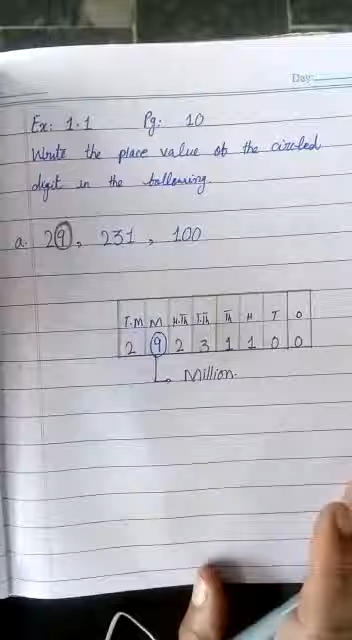 Day:
Ex: 1.1 Pg: 10
Write the place value of the circled
digit in the following.
a. 29, 231, 100
T.M M H.Th T.Th Th H T O
2 9 2 3 1 1 0 0
Million.